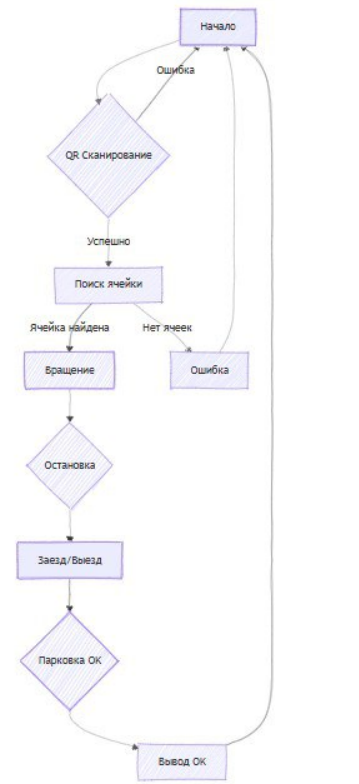 Начало
Ошибка
QR Сканирование
Успешно
Поиск ячейки
Ячейка найдена
Нет ячеек
Вращение
Ошибка
Остановка
Заезд/Выезд
Парковка ОК
Вывод ОК